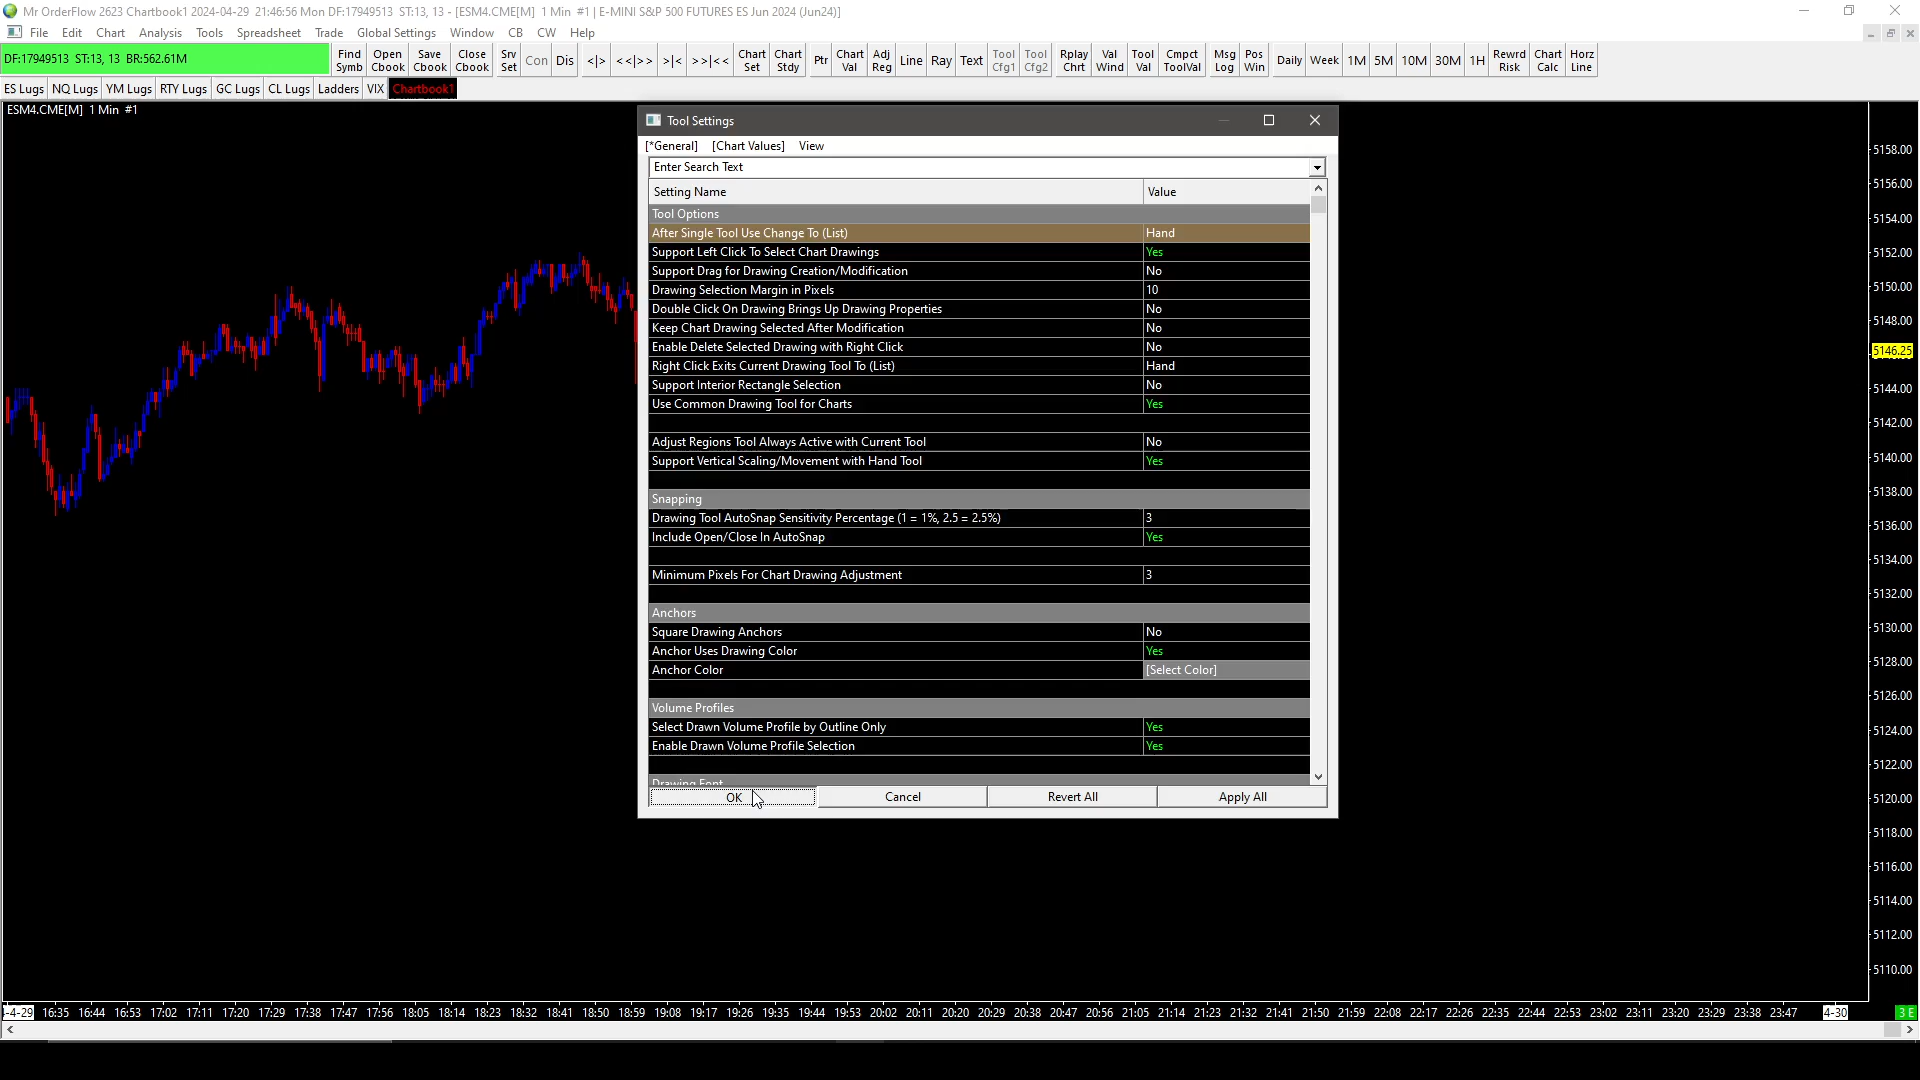 Mr OrderFlow 2623 Chartbook1 2024-04-29 21:46:56 Mon DF:17949513 ST:13, 13 - [ESM4.CME[M] 1 Min #1 | E-MINI S&P 500 FUTURES ES Jun 2024 (Jun24)]
File Edit Chart Analysis Tools Spreadsheet Trade Global Settings Window CB CW Help
DF:17949513 ST:13, 13 BR:562.61M
Find Symb Open Cbook Save Cbook Close Cbook Srv Set Con Dis <|> <<|>> >|< >>|<< Chart Set Chart Stdy Ptr Chart Val Adj Reg Line Ray Text Tool Cfg1 Tool Cfg2 Rplay Chrt Val Wind Tool Val Cmpct ToolVal Msg Log Pos Win Daily Week 1M 5M 10M 30M 1H Rewrd Risk Chart Calc Horz Line
ES Lugs NQ Lugs YM Lugs RTY Lugs GC Lugs CL Lugs Ladders VIX Chartbook1
ESM4.CME[M] 1 Min #1
Tool Settings
[*General] [Chart Values] View
Enter Search Text
Setting Name Value
Tool Options
After Single Tool Use Change To (List) Hand
Support Left Click To Select Chart Drawings Yes
Support Drag for Drawing Creation/Modification No
Drawing Selection Margin in Pixels 10
Double Click On Drawing Brings Up Drawing Properties No
Keep Chart Drawing Selected After Modification No
Enable Delete Selected Drawing with Right Click No
Right Click Exits Current Drawing Tool To (List) Hand
Support Interior Rectangle Selection No
Use Common Drawing Tool for Charts Yes
Adjust Regions Tool Always Active with Current Tool No
Support Vertical Scaling/Movement with Hand Tool Yes
Snapping
Drawing Tool AutoSnap Sensitivity Percentage (1 = 1%, 2.5 = 2.5%) 3
Include Open/Close In AutoSnap Yes
Minimum Pixels For Chart Drawing Adjustment 3
Anchors
Square Drawing Anchors No
Anchor Uses Drawing Color Yes
Anchor Color [Select Color]
Volume Profiles
Select Drawn Volume Profile by Outline Only Yes
Enable Drawn Volume Profile Selection Yes
Drawing Font
OK Cancel Revert All Apply All
5158.00
5156.00
5154.00
5152.00
5150.00
5148.00
5146.25
5144.00
5142.00
5140.00
5138.00
5136.00
5134.00
5132.00
5130.00
5128.00
5126.00
5124.00
5122.00
5120.00
5118.00
5116.00
5114.00
5112.00
5110.00
4-29 16:35 16:44 16:53 17:02 17:11 17:20 17:29 17:38 17:47 17:56 18:05 18:14 18:23 18:32 18:41 18:50 18:59 19:08 19:17 19:26 19:35 19:44 19:53 20:02 20:11 20:20 20:29 20:38 20:47 20:56 21:05 21:14 21:23 21:32 21:41 21:50 21:59 22:08 22:17 22:26 22:35 22:44 22:53 23:02 23:11 23:20 23:29 23:38 23:47 4-30 3 E